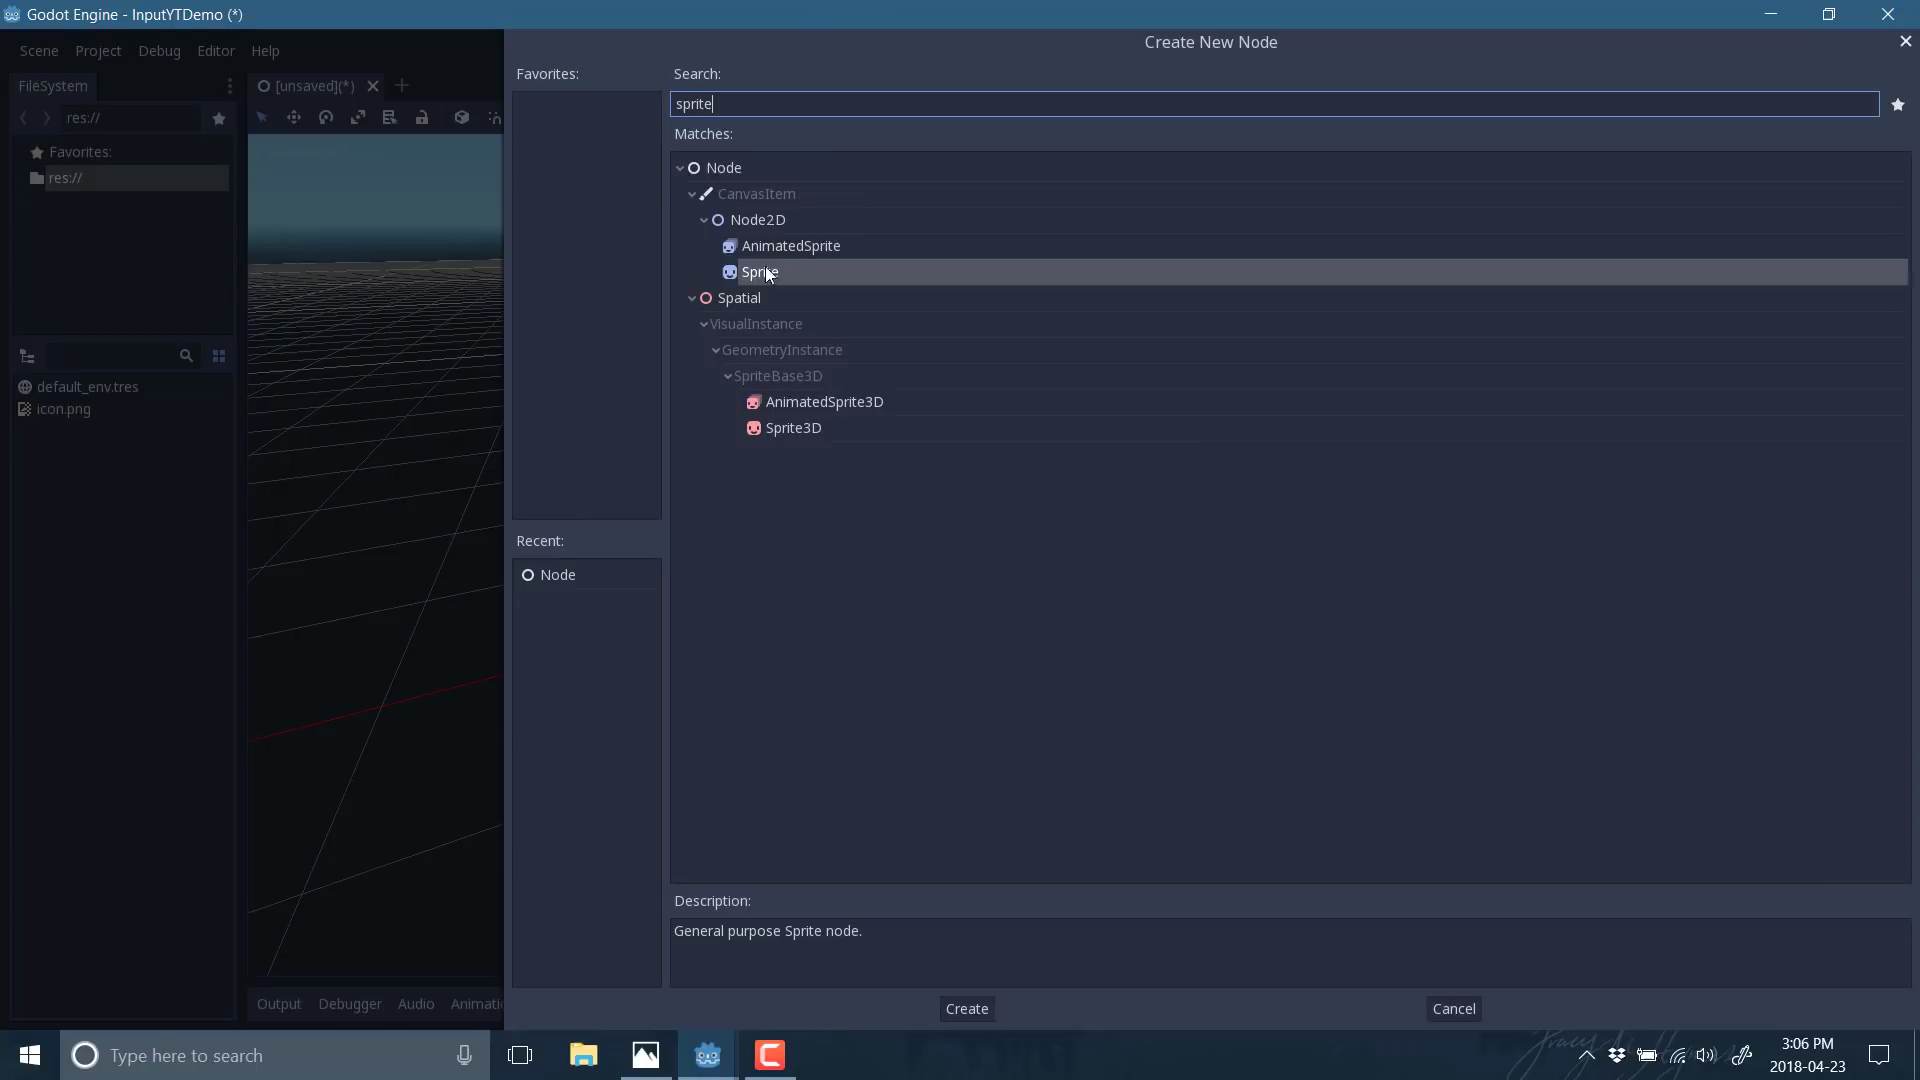 Godot Engine - InputYTDemo (*)
Scene Project Debug Editor Help
Create New Node
FileSystem
[unsaved](*)
Favorites:
Search:
res://
sprite
Matches:
Favorites:
res://
Node
CanvasItem
Node2D
AnimatedSprite
Sprite
Spatial
VisualInstance
GeometryInstance
SpriteBase3D
AnimatedSprite3D
Sprite3D
default_env.tres
icon.png
Recent:
Node
Description:
General purpose Sprite node.
Output Debugger Audio Animatic
Create
Cancel
Type here to search
3:06 PM
2018-04-23